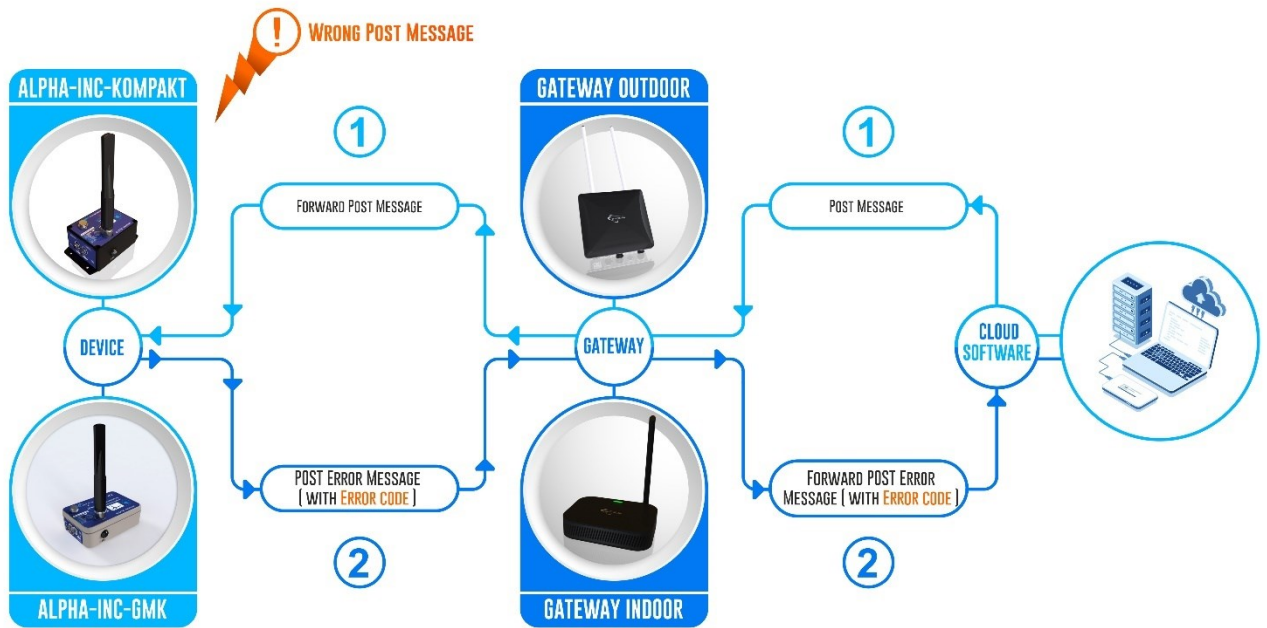 ! WRONG POST MESSAGE
ALPHA-INC-KOMPAKT
GATEWAY OUTDOOR
1
1
FORWARD POST MESSAGE
POST MESSAGE
DEVICE
GATEWAY
CLOUD
SOFTWARE
POST ERROR MESSAGE
( WITH ERROR CODE )
FORWARD POST ERROR
MESSAGE ( WITH ERROR CODE )
2
2
ALPHA-INC-GMK
GATEWAY INDOOR